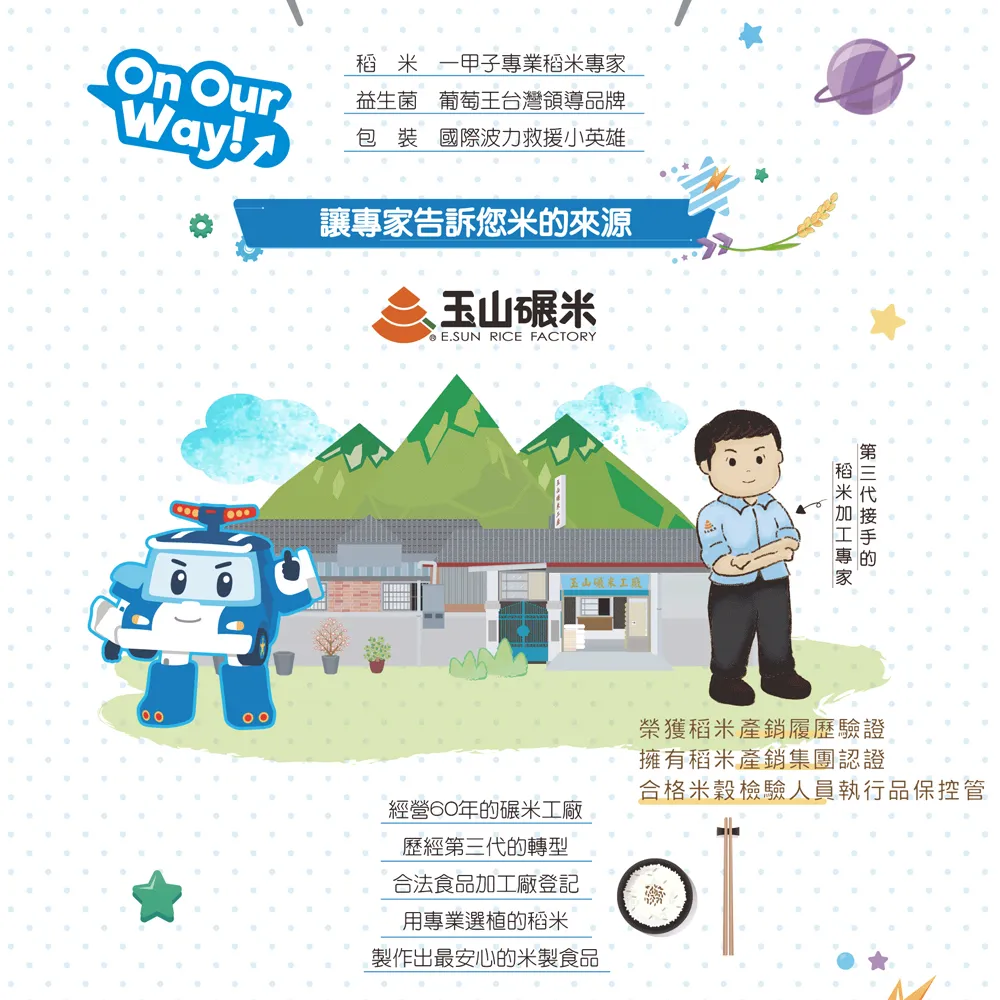 On Our
Way!
稻 米 一甲子專業稻米專家
益生菌 葡萄王台灣領導品牌
包 裝 國際波力救援小英雄
讓專家告訴您米的來源
玉山碾米
® E.SUN RICE FACTORY
第三代接手的
稻米加工專家
玉山碾米工廠
玉山碾米工廠
榮獲稻米產銷履歷驗證
擁有稻米產銷集團認證
合格米穀檢驗人員執行品保控管
經營60年的碾米工廠
歷經第三代的轉型
合法食品加工廠登記
用專業選植的稻米
製作出最安心的米製食品